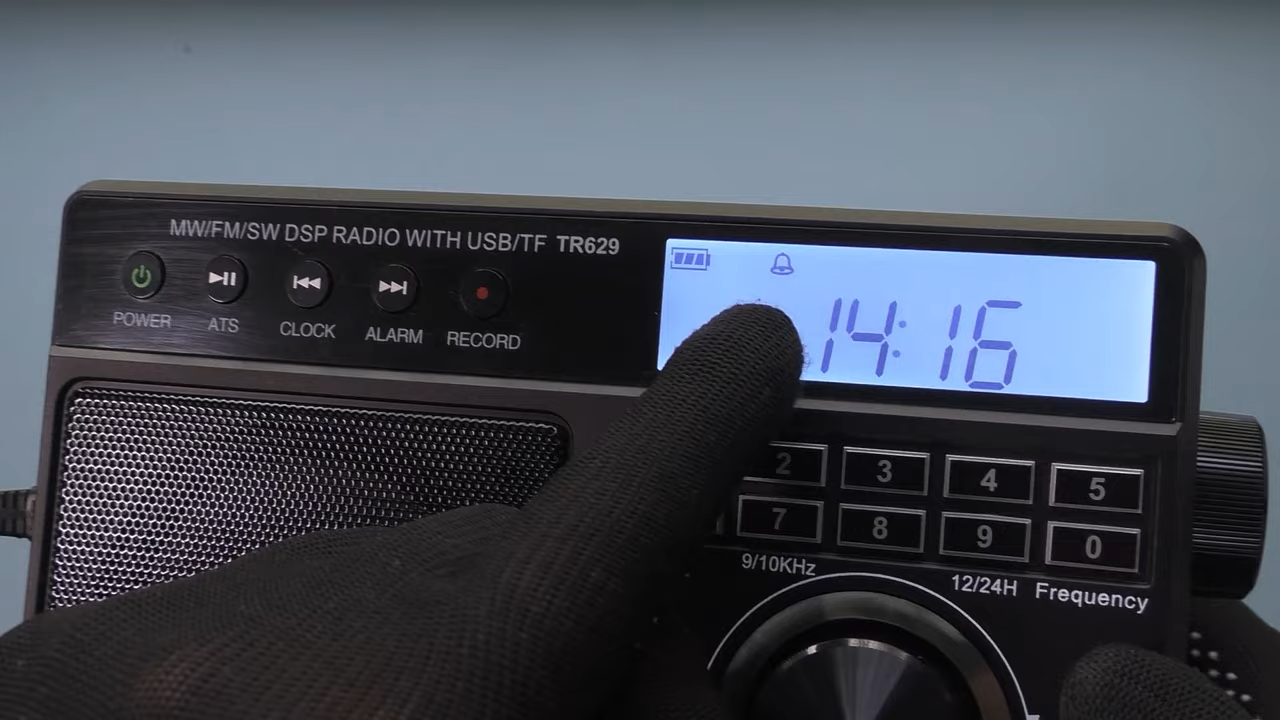 MW/FM/SW DSP RADIO WITH USB/TF TR629
POWER ATS CLOCK ALARM RECORD
14:16
2 3 4 5
7 8 9 0
9/10KHz 12/24H Frequency